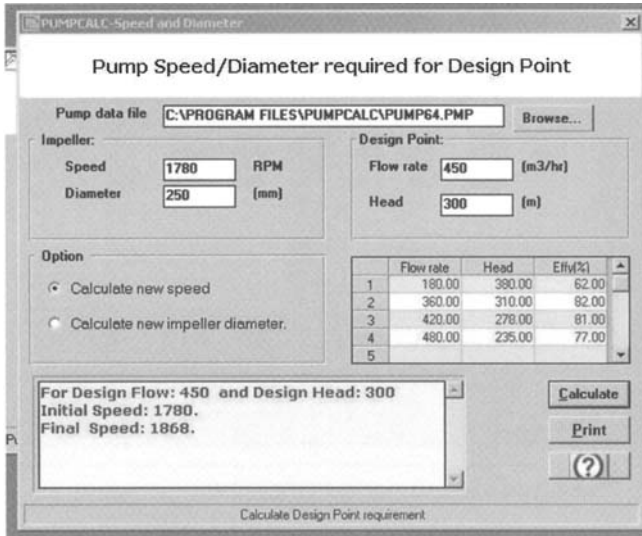 PUMPCALC-Speed and Diameter
Pump Speed/Diameter required for Design Point
Pump data file C:\PROGRAM FILES\PUMPCALC\PUMP64.PMP Browse...
Impeller:
Speed 1780 RPM
Diameter 250 (mm)
Design Point:
Flow rate 450 (m3/hr)
Head 300 (m)
Option
Calculate new speed
Calculate new impeller diameter.
Flow rate Head Effy(%)
1 180.00 380.00 62.00
2 360.00 310.00 82.00
3 420.00 278.00 81.00
4 480.00 235.00 77.00
5
For Design Flow: 450 and Design Head: 300
Initial Speed: 1780.
Final Speed: 1868.
Calculate
Print
(?)
Calculate Design Point requirement